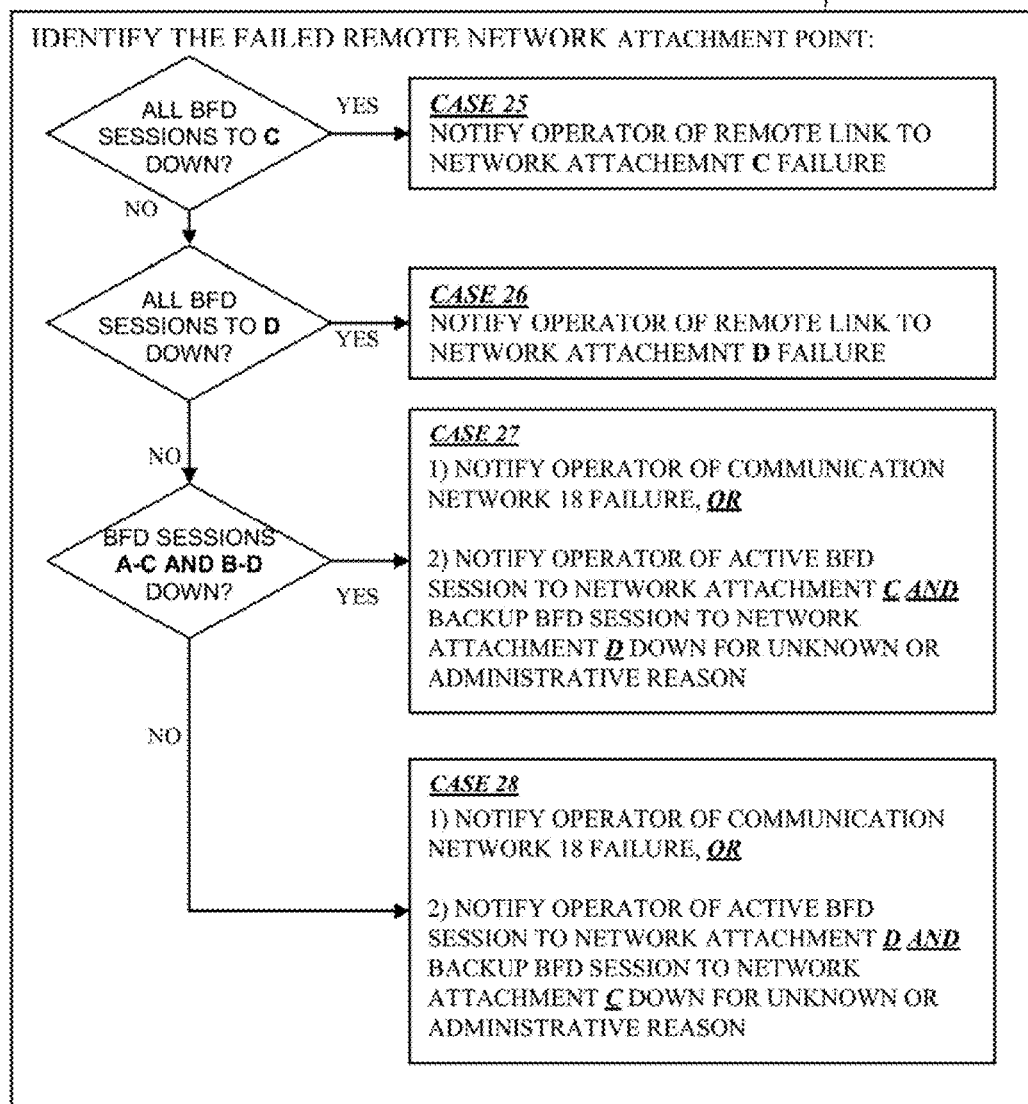 IDENTIFY THE FAILED REMOTE NETWORK ATTACHMENT POINT:
ALL BFD
SESSIONS TO C
DOWN?
YES
NO
CASE 25
NOTIFY OPERATOR OF REMOTE LINK TO
NETWORK ATTACHEMNT C FAILURE
ALL BFD
SESSIONS TO D
DOWN?
YES
NO
CASE 26
NOTIFY OPERATOR OF REMOTE LINK TO
NETWORK ATTACHEMNT D FAILURE
BFD SESSIONS
A-C AND B-D
DOWN?
YES
NO
CASE 27
1) NOTIFY OPERATOR OF COMMUNICATION
NETWORK 18 FAILURE, OR
2) NOTIFY OPERATOR OF ACTIVE BFD
SESSION TO NETWORK ATTACHMENT C AND
BACKUP BFD SESSION TO NETWORK
ATTACHMENT D DOWN FOR UNKNOWN OR
ADMINISTRATIVE REASON
CASE 28
1) NOTIFY OPERATOR OF COMMUNICATION
NETWORK 18 FAILURE, OR
2) NOTIFY OPERATOR OF ACTIVE BFD
SESSION TO NETWORK ATTACHMENT D AND
BACKUP BFD SESSION TO NETWORK
ATTACHMENT C DOWN FOR UNKNOWN OR
ADMINISTRATIVE REASON